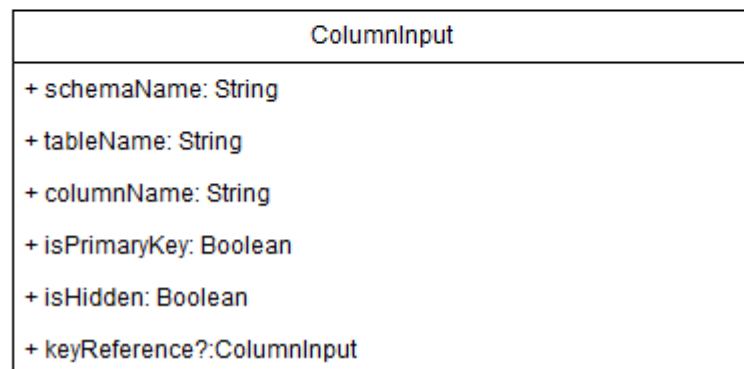 ColumnInput
+ schemaName: String
+ tableName: String
+ columnName: String
+ isPrimaryKey: Boolean
+ isHidden: Boolean
+ keyReference?:ColumnInput